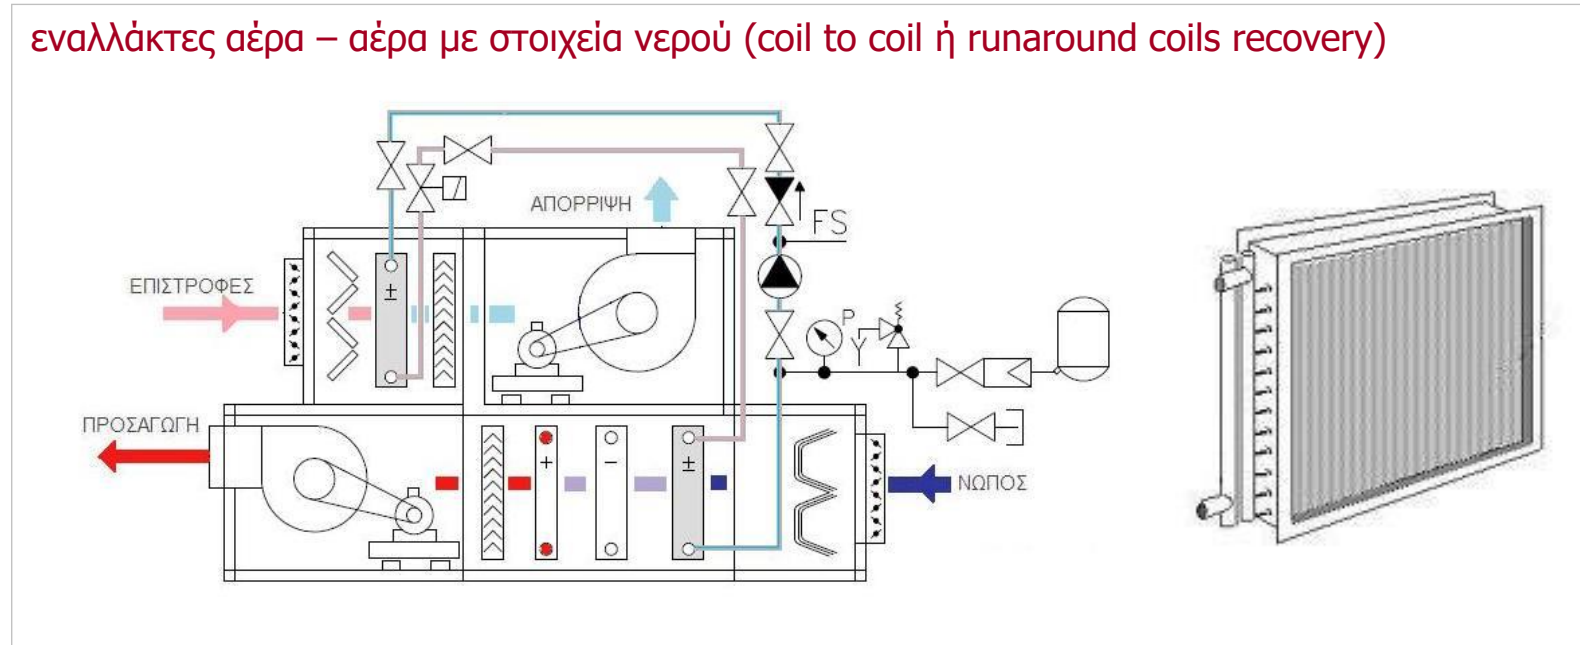 εναλλάκτες αέρα – αέρα με στοιχεία νερού (coil to coil ή runaround coils recovery)
ΑΠΟΡΡΙΨΗ
FS
ΕΠΙΣΤΡΟΦΕΣ
±
P
ΠΡΟΣΑΓΩΓΗ
+ − ±
ΝΩΠΟΣ